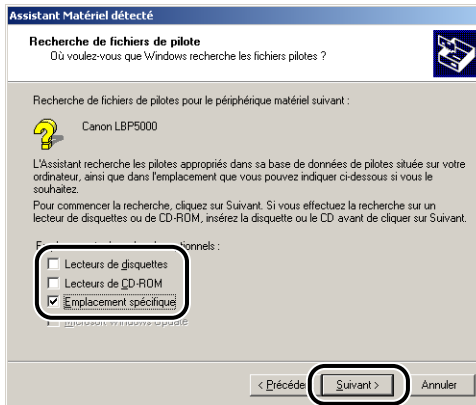 Assistant Matériel détecté
Recherche de fichiers de pilote
Où voulez-vous que Windows recherche les fichiers pilotes ?
Recherche de fichiers de pilotes pour le périphérique matériel suivant :
Canon LBP5000
L'Assistant recherche les pilotes appropriés dans sa base de données de pilotes située sur votre
ordinateur, ainsi que dans l'emplacement que vous pouvez indiquer ci-dessous si vous le
souhaitez.
Pour commencer la recherche, cliquez sur Suivant. Si vous effectuez la recherche sur un
lecteur de disquettes ou de CD-ROM, insérez la disquette ou le CD avant de cliquer sur Suivant.
Lecteurs de disquettes
Lecteurs de CD-ROM
Emplacement spécifique
Microsoft Windows Update
< Précéde
Suivant >
Annuler